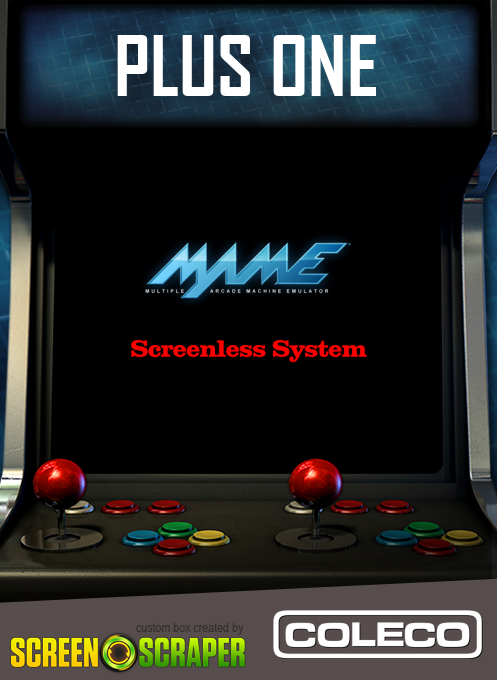 PLUS ONE
MAME
MULTIPLE ARCADE MACHINE EMULATOR
Screenless System
custom box created by
SCREEN SCRAPER
COLECO